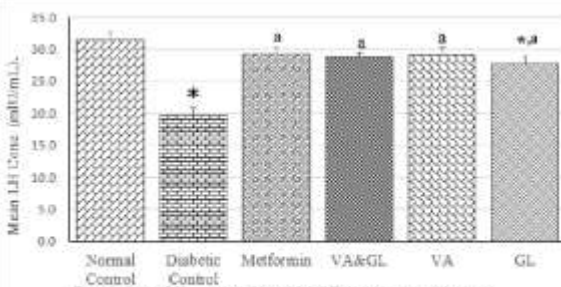 Mean LH Conc. (mIU/mL).
35.0
30.0
25.0
20.0
15.0
10.0
5.0
0.0
*
a
a
a
*,a
Normal Control
Diabetic Control
Metformin
VA&GL
VA
GL